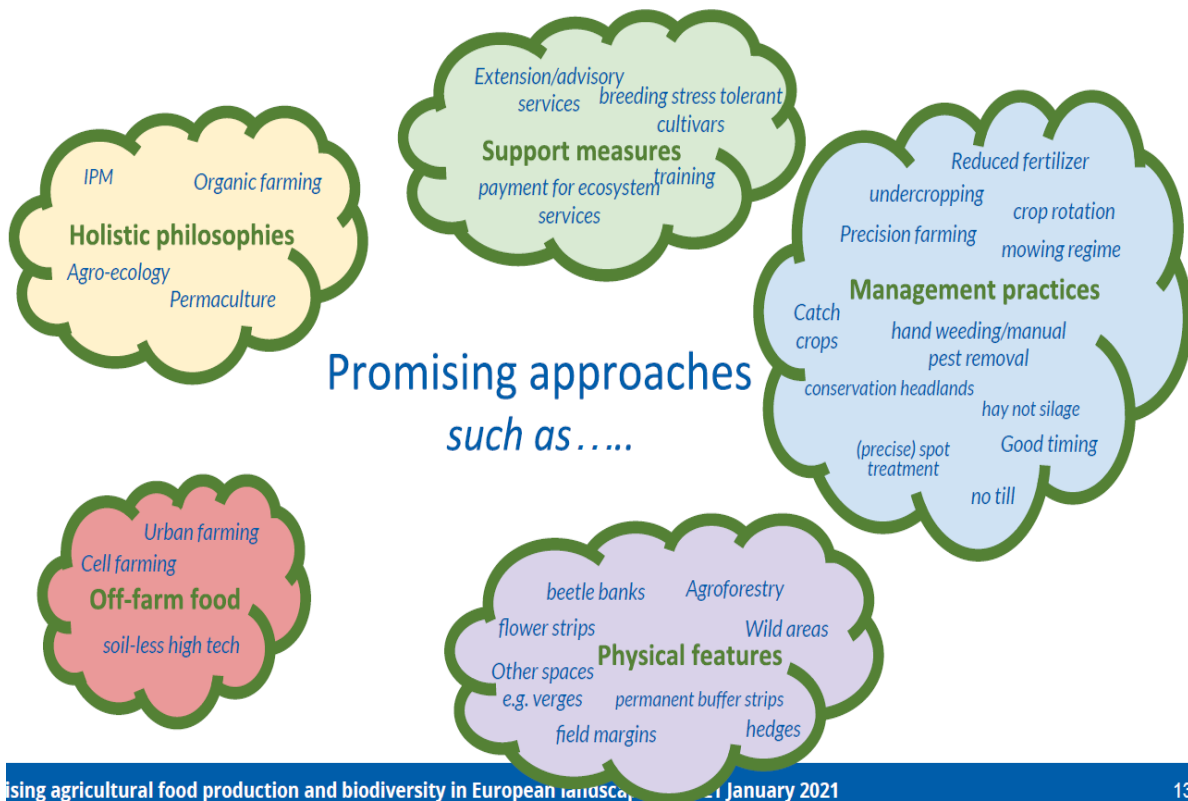 Extension/advisory
services
breeding stress tolerant
cultivars
Support measures
training
payment for ecosystem
services
IPM
Organic farming
Holistic philosophies
Agro-ecology
Permaculture
Reduced fertilizer
undercropping
crop rotation
Precision farming
mowing regime
Management practices
Catch
crops
hand weeding/manual
pest removal
conservation headlands
hay not silage
(precise) spot
treatment
Good timing
no till
Promising approaches
such as.....
Urban farming
Cell farming
Off-farm food
soil-less high tech
beetle banks
Agroforestry
flower strips
Wild areas
Physical features
Other spaces
e.g. verges
permanent buffer strips
field margins
hedges
ising agricultural food production and biodiversity in European landsca 21 January 2021
13